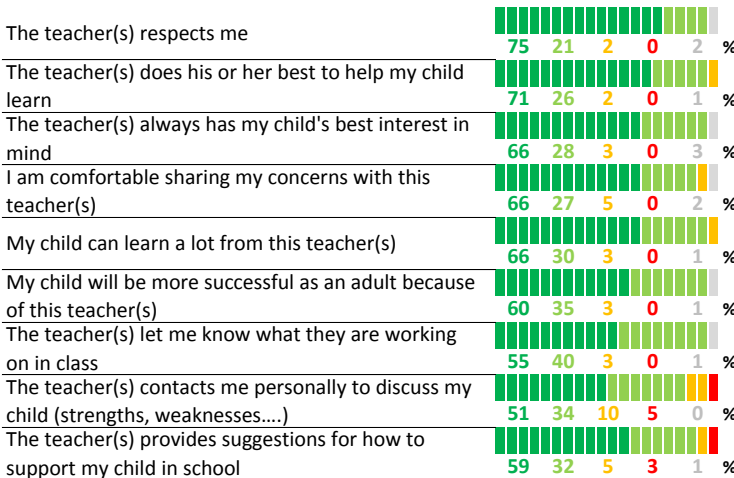 The teacher(s) respects me
75 21 2 0 2 %
The teacher(s) does his or her best to help my child
learn
71 26 2 0 1 %
The teacher(s) always has my child's best interest in
mind
66 28 3 0 3 %
I am comfortable sharing my concerns with this
teacher(s)
66 27 5 0 2 %
My child can learn a lot from this teacher(s)
66 30 3 0 1 %
My child will be more successful as an adult because
of this teacher(s)
60 35 3 0 1 %
The teacher(s) let me know what they are working
on in class
55 40 3 0 1 %
The teacher(s) contacts me personally to discuss my
child (strengths, weaknesses….)
51 34 10 5 0 %
The teacher(s) provides suggestions for how to
support my child in school
59 32 5 3 1 %